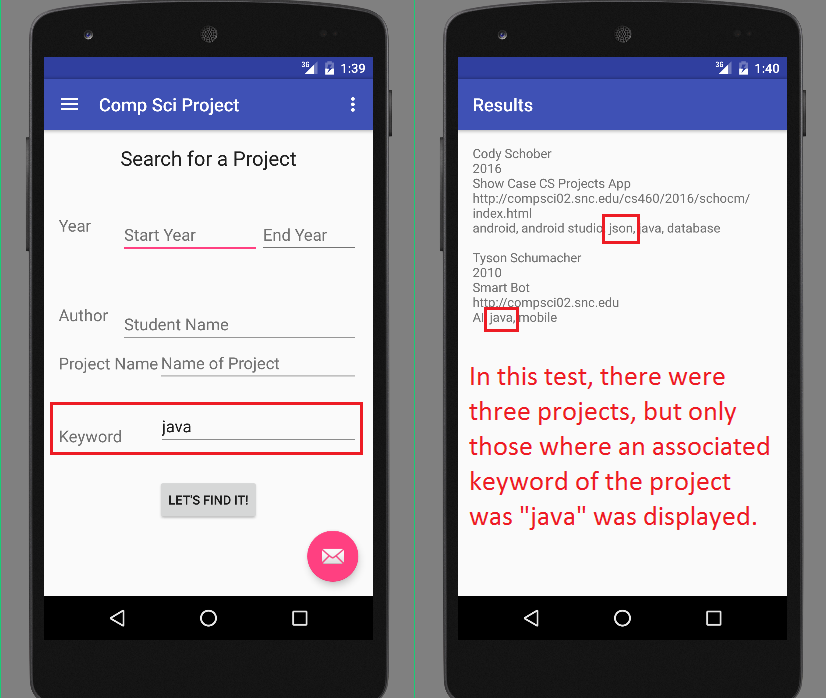 3G 1:39
Comp Sci Project
Search for a Project
Year Start Year End Year
Author Student Name
Project Name Name of Project
Keyword java
LET'S FIND IT!
3G 1:40
Results
Cody Schober
2016
Show Case CS Projects App
http://compsci02.snc.edu/cs460/2016/schocm/
index.html
android, android studio json, java, database
Tyson Schumacher
2010
Smart Bot
http://compsci02.snc.edu
AI java, mobile
In this test, there were
three projects, but only
those where an associated
keyword of the project
was "java" was displayed.